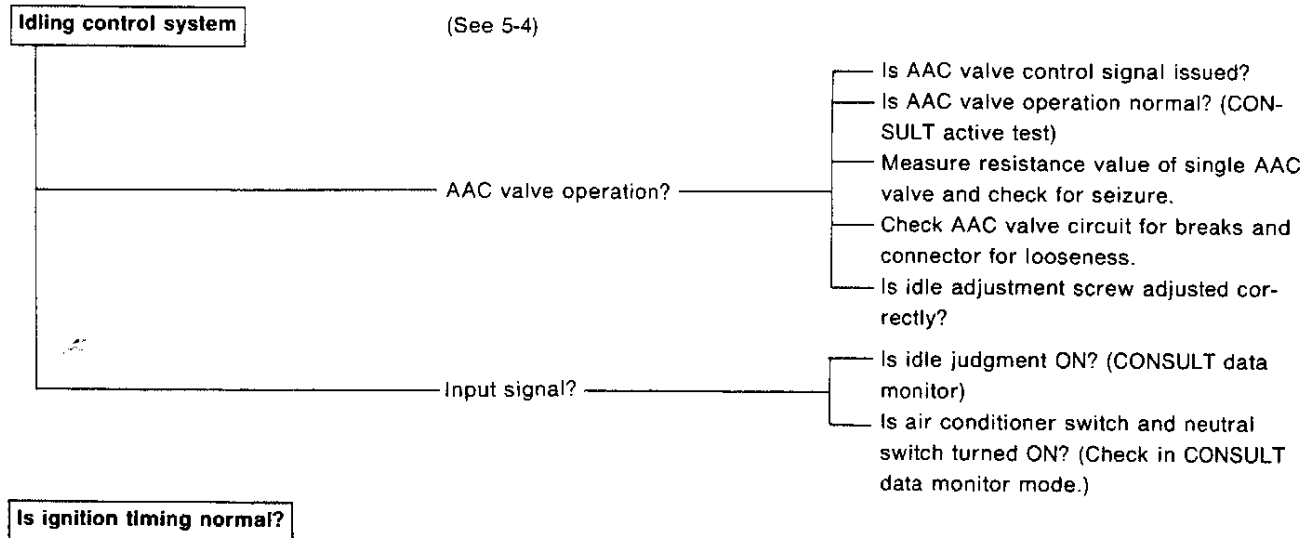 Idling control system
(See 5-4)
Is AAC valve control signal issued?
Is AAC valve operation normal? (CON-
SULT active test)
Measure resistance value of single AAC
valve and check for seizure.
AAC valve operation?
Check AAC valve circuit for breaks and
connector for looseness.
Is idle adjustment screw adjusted cor-
rectly?
Is idle judgment ON? (CONSULT data
monitor)
Input signal?
Is air conditioner switch and neutral
switch turned ON? (Check in CONSULT
data monitor mode.)
Is ignition timing normal?